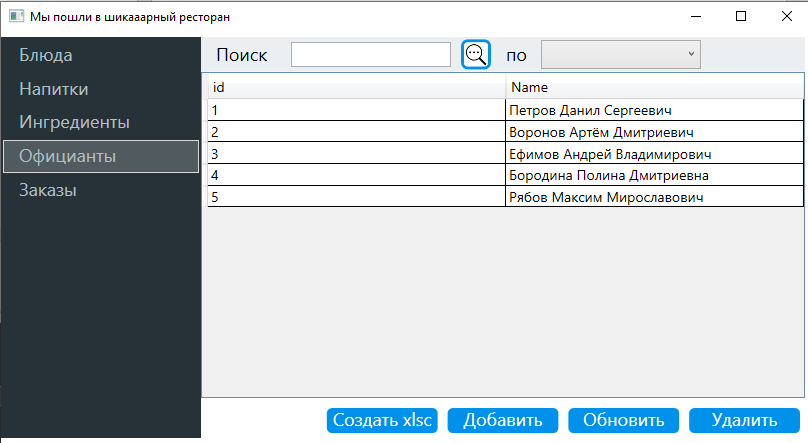 Мы пошли в шикааарный ресторан
Блюда
Напитки
Ингредиенты
Официанты
Заказы
Поиск по
id Name
1 Петров Данил Сергеевич
2 Воронов Артём Дмитриевич
3 Ефимов Андрей Владимирович
4 Бородина Полина Дмитриевна
5 Рябов Максим Мирославович
Создать xlsc Добавить Обновить Удалить